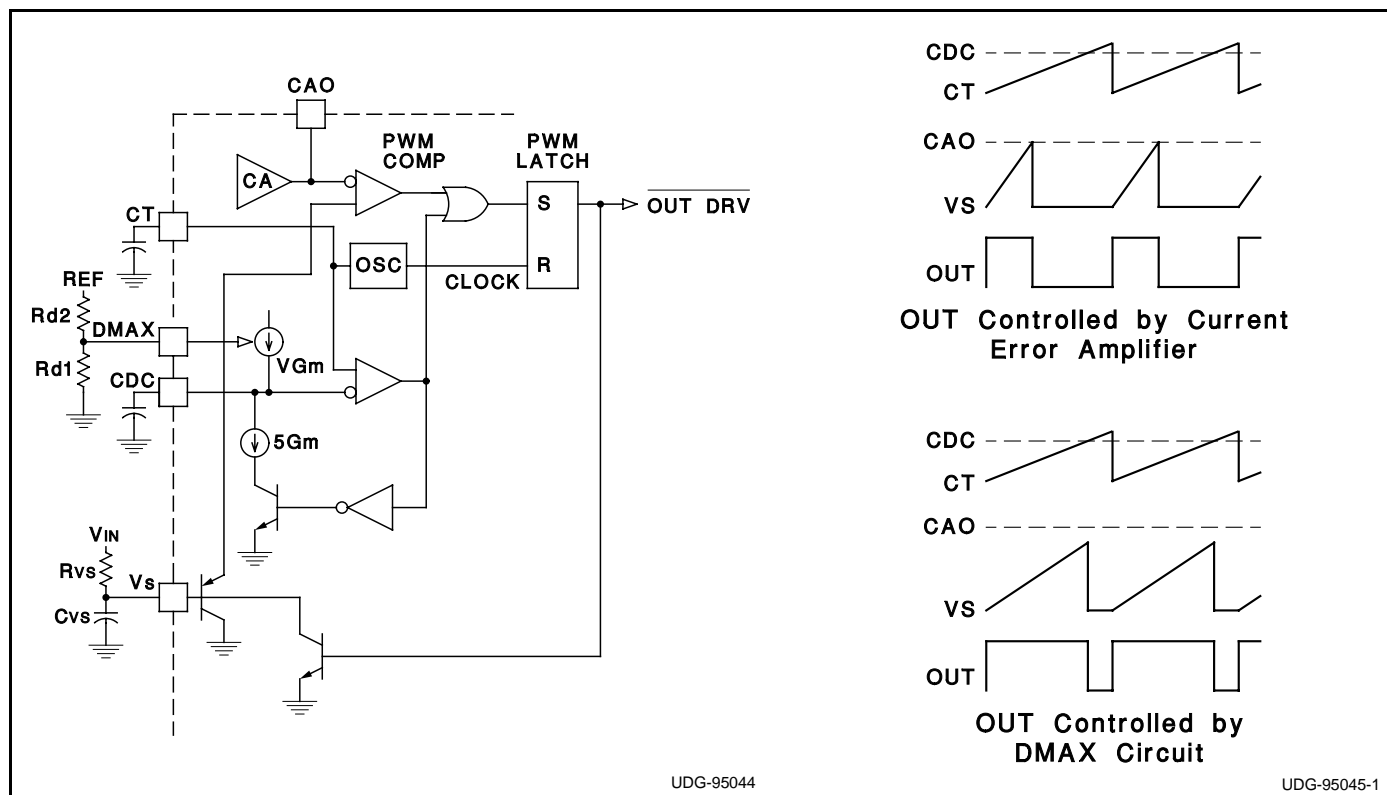 CAO
PWM
COMP
PWM
LATCH
CA
S
OUT DRV
CT
OSC
R
CLOCK
REF
Rd2
DMAX
VGm
Rd1
CDC
5Gm
VIN
Rvs
Vs
Cvs
UDG-95044
CDC
CT
CAO
VS
OUT
OUT Controlled by Current
Error Amplifier
CDC
CT
CAO
VS
OUT
OUT Controlled by
DMAX Circuit
UDG-95045-1